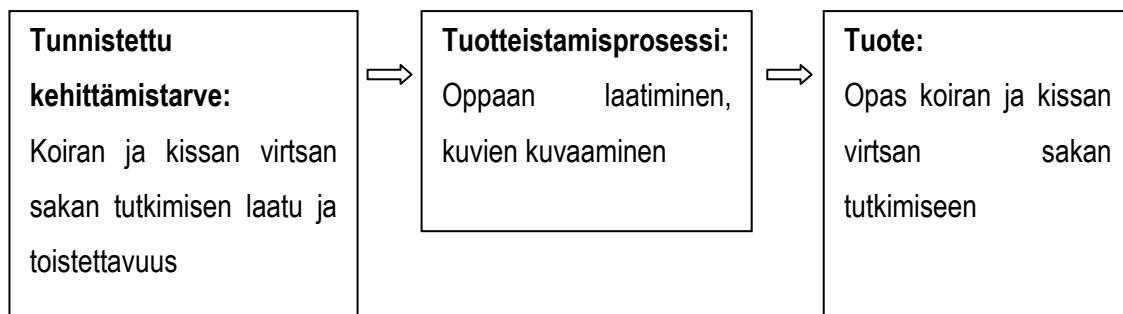 Tunnistettu
kehittämistarve:
Koiran ja kissan virtsan
sakan tutkimisen laatu ja
toistettavuus
Tuotteistamisprosessi:
Oppaan laatiminen,
kuvien kuvaaminen
Tuote:
Opas koiran ja kissan
virtsan sakan
tutkimiseen